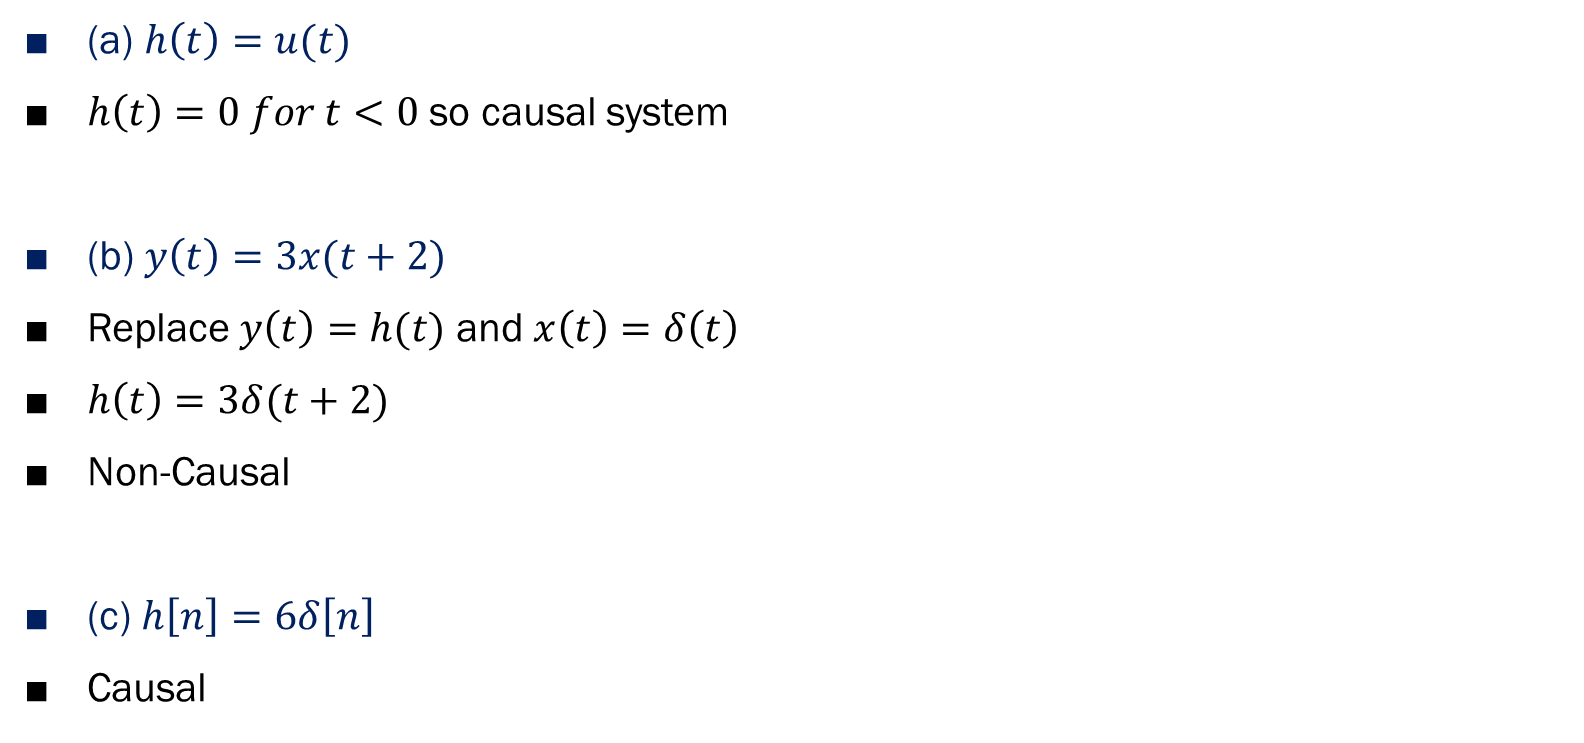 ■ (a) h(t) = u(t)
■ h(t) = 0 for t < 0 so causal system
■ (b) y(t) = 3x(t + 2)
■ Replace y(t) = h(t) and x(t) = δ(t)
■ h(t) = 3δ(t + 2)
■ Non-Causal
■ (c) h[n] = 6δ[n]
■ Causal